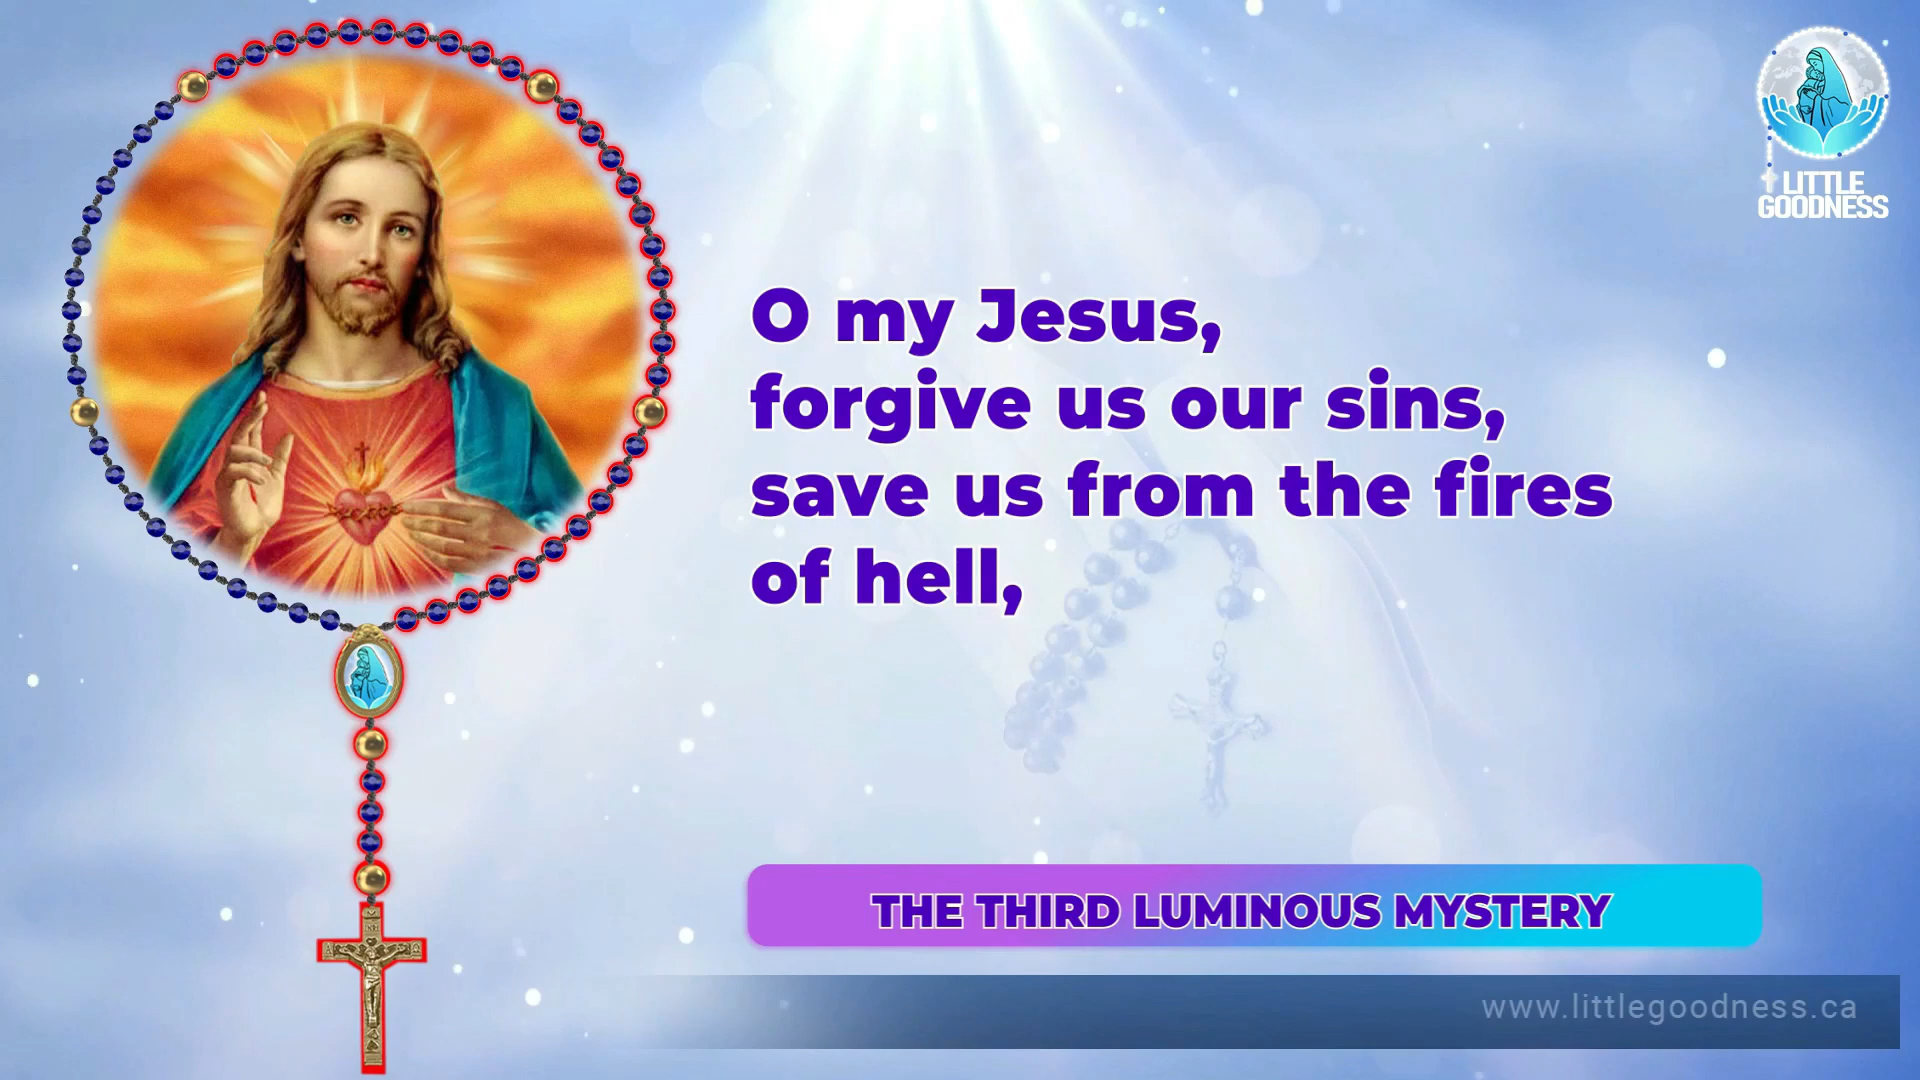 LITTLE
GOODNESS
O my Jesus,
forgive us our sins,
save us from the fires
of hell,
THE THIRD LUMINOUS MYSTERY
www.littlegoodness.ca
INRI